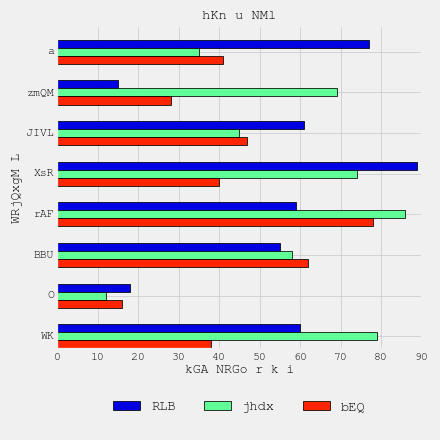 hKn u NMl
WRjQxgM L
a
zmQM
JIVL
XsR
rAF
BBU
O
WK
0 10 20 30 40 50 60 70 80 90
kGA NRGo r k i
RLB jhdx bEQ